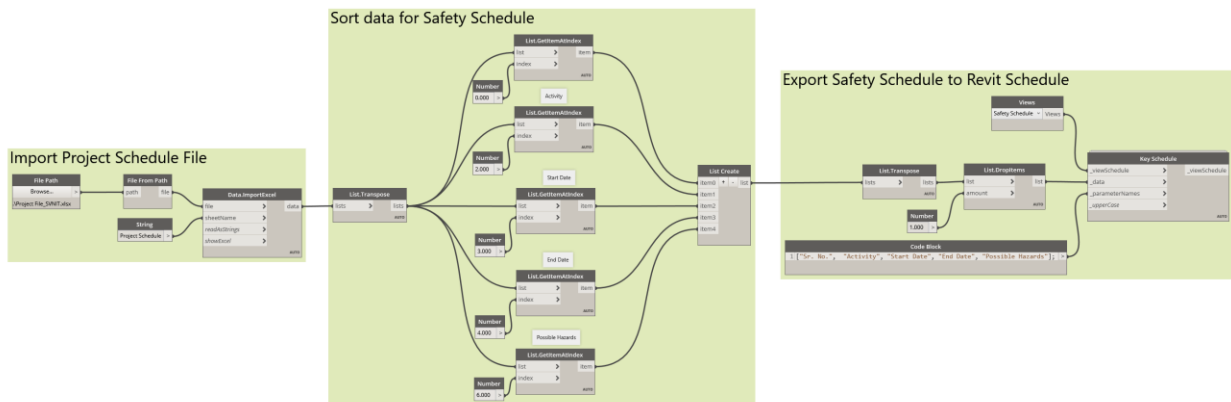 Import Project Schedule File
File Path
Browse... >
.\Project File_SVNIT.xlsx
File From Path
path > file
String
Project Schedule >
Data.ImportExcel
file > data
sheetName >
readAsStrings >
showExcel >
AUTO
Sort data for Safety Schedule
List.Transpose
lists > lists
AUTO
List.GetItemAtIndex
list > item
index >
AUTO
Number
0.000 >
Activity
List.GetItemAtIndex
list > item
index >
AUTO
Number
2.000 >
Start Date
List.GetItemAtIndex
list > item
index >
AUTO
Number
3.000 >
End Date
List.GetItemAtIndex
list > item
index >
AUTO
Number
4.000 >
Possible Hazards
List.GetItemAtIndex
list > item
index >
AUTO
Number
6.000 >
List Create
item0 + - list
item1
item2
item3
item4
AUTO
Export Safety Schedule to Revit Schedule
Views
Safety Schedule Views
List.Transpose
lists > lists
AUTO
List.DropItems
list > list
amount >
AUTO
Number
1.000 >
Key Schedule
_viewSchedule > _viewSchedule
_data >
_parameterNames >
_upperCase >
AUTO
Code Block
1 ["Sr. No.", "Activity", "Start Date", "End Date", "Possible Hazards"]; >